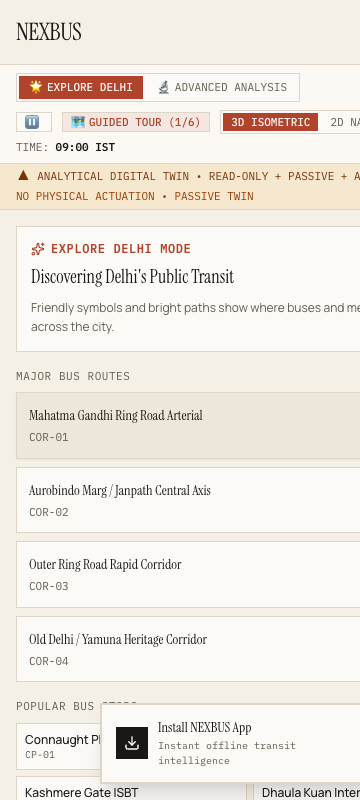 NEXBUS
🌟 EXPLORE DELHI 🔬 ADVANCED ANALYSIS
⏸ 🗺️ GUIDED TOUR (1/6) 3D ISOMETRIC 2D
TIME: 09:00 IST
▲ ANALYTICAL DIGITAL TWIN • READ-ONLY + PASSIVE +
NO PHYSICAL ACTUATION • PASSIVE TWIN
EXPLORE DELHI MODE
Discovering Delhi's Public Transit
Friendly symbols and bright paths show where buses and
across the city.
MAJOR BUS ROUTES
Mahatma Gandhi Ring Road Arterial
COR-01
Aurobindo Marg / Janpath Central Axis
COR-02
Outer Ring Road Rapid Corridor
COR-03
Old Delhi / Yamuna Heritage Corridor
COR-04
POPULAR BUS
Connaught
CP-01
Install NEXBUS App
Instant offline transit
intelligence
Kashmere Gate ISBT
Dhaula Kuan